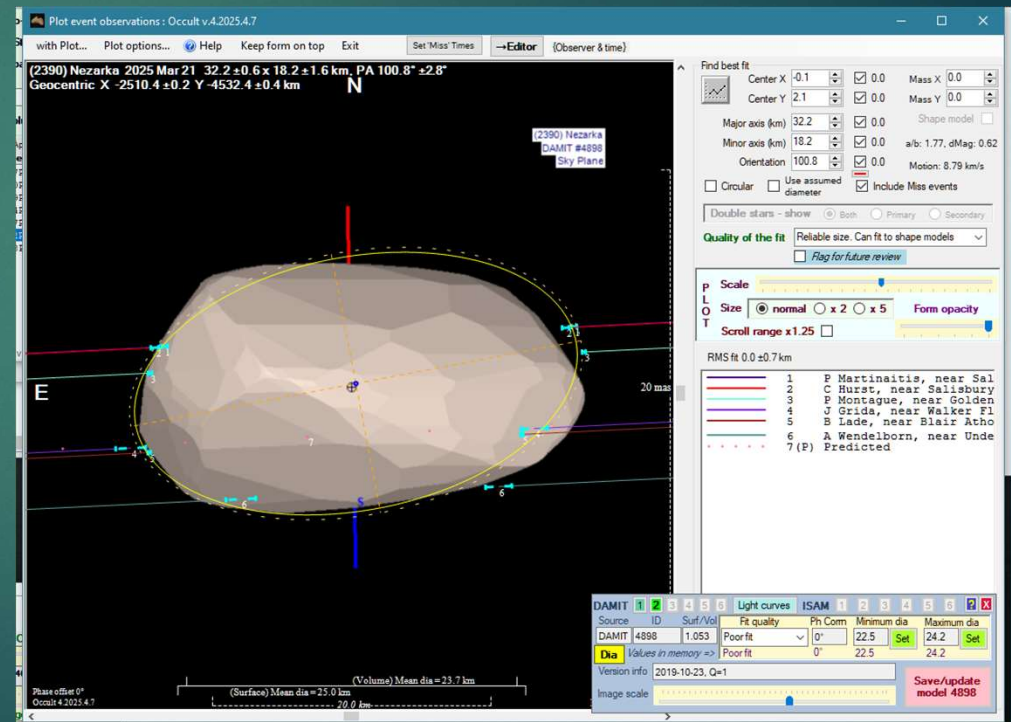 Plot event observations : Occult v.4.2025.4.7
with Plot... Plot options... Help Keep form on top Exit Set 'Miss' Times →Editor {Observer & time}
(2390) Nezarka 2025 Mar 21 32.2 ±0.6 x 18.2 ±1.6 km, PA 100.8° ±2.8°
Geocentric X -2510.4 ±0.2 Y -4532.4 ±0.4 km
N
(2390) Nezarka
DAMIT #4898
Sky Plane
E
20 mas
S
2 1
2 1
3
3
4
5
5
6
6
7
(Volume) Mean dia = 23.7 km
(Surface) Mean dia = 25.0 km
20.0 km
Phase offset 0°
Occult 4.2025.4.7
Find best fit
Center X -0.1 0.0 Mass X 0.0
Center Y 2.1 0.0 Mass Y 0.0
Major axis (km) 32.2 0.0 Shape model
Minor axis (km) 18.2 0.0 a/b: 1.77, dMag: 0.62
Orientation 100.8 0.0 Motion: 8.79 km/s
Circular Use assumed diameter Include Miss events
Double stars - show Both Primary Secondary
Quality of the fit Reliable size. Can fit to shape models
Flag for future review
PLOT
Scale
Size normal x 2 x 5 Form opacity
Scroll range x1.25
RMS fit 0.0 ±0.7 km
1 P Martinaitis, near Sal
2 C Hurst, near Salisbury
3 P Montague, near Golden
4 J Grida, near Walker Fl
5 B Lade, near Blair Atho
6 A Wendelborn, near Unde
7(P) Predicted
DAMIT 1 2 3 4 5 6 Light curves ISAM 1 2 3 4 5 6 ? X
Source ID Surf/Vol Fit quality Ph Corrn Minimum dia Maximum dia
DAMIT 4898 1.053 Poor fit 0° 22.5 Set 24.2 Set
Dia Values in memory => Poor fit 0° 22.5 24.2
Version info 2019-10-23, Q=1
Image scale
Save/update
model 4898